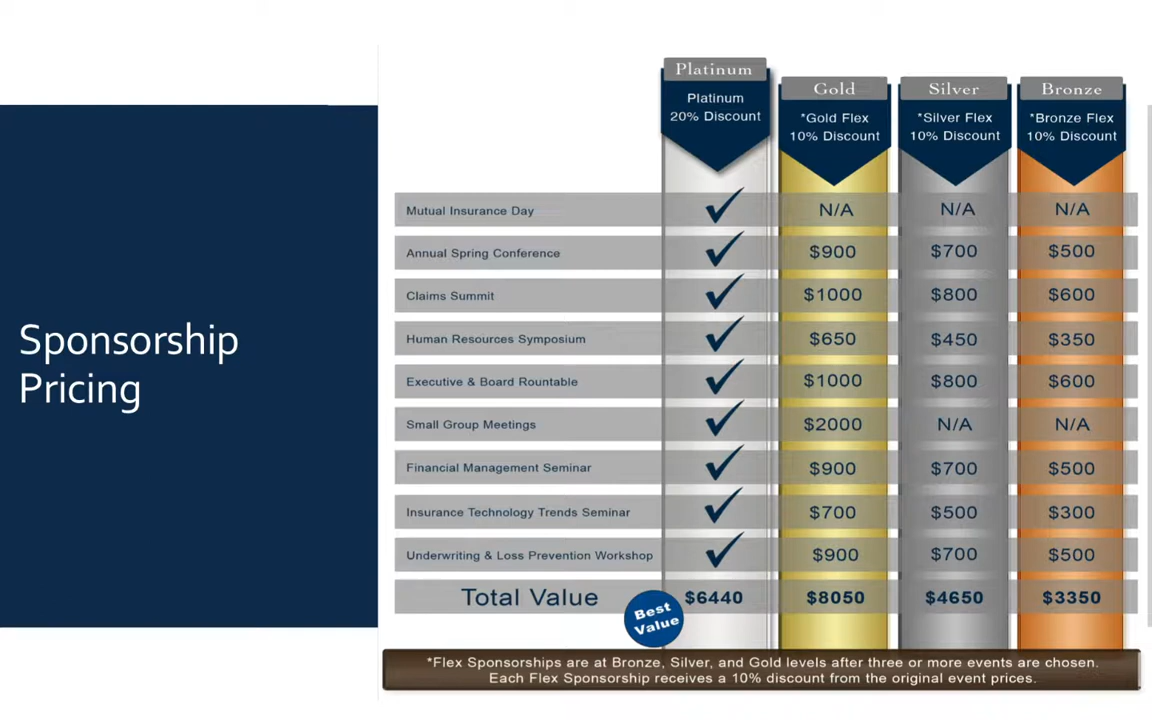 Sponsorship
Pricing
Platinum Gold Silver Bronze
Platinum
20% Discount
*Gold Flex
10% Discount
*Silver Flex
10% Discount
*Bronze Flex
10% Discount
Mutual Insurance Day N/A N/A N/A
Annual Spring Conference $900 $700 $500
Claims Summit $1000 $800 $600
Human Resources Symposium $650 $450 $350
Executive & Board Rountable $1000 $800 $600
Small Group Meetings $2000 N/A N/A
Financial Management Seminar $900 $700 $500
Insurance Technology Trends Seminar $700 $500 $300
Underwriting & Loss Prevention Workshop $900 $700 $500
Total Value $6440 $8050 $4650 $3350
Best
Value
*Flex Sponsorships are at Bronze, Silver, and Gold levels after three or more events are chosen.
Each Flex Sponsorship receives a 10% discount from the original event prices.